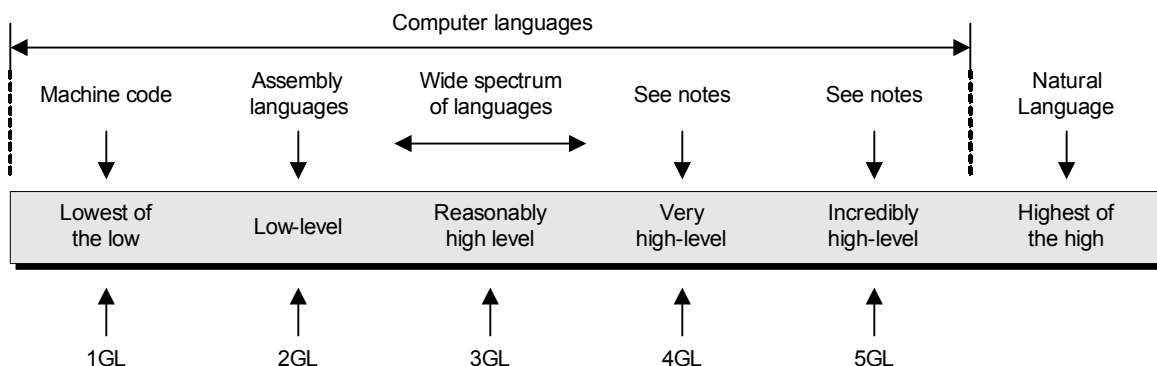 Computer languages
Machine code
Assembly
languages
Wide spectrum
of languages
See notes
See notes
Natural
Language
Lowest of
the low
Low-level
Reasonably
high level
Very
high-level
Incredibly
high-level
Highest of
the high
1GL
2GL
3GL
4GL
5GL